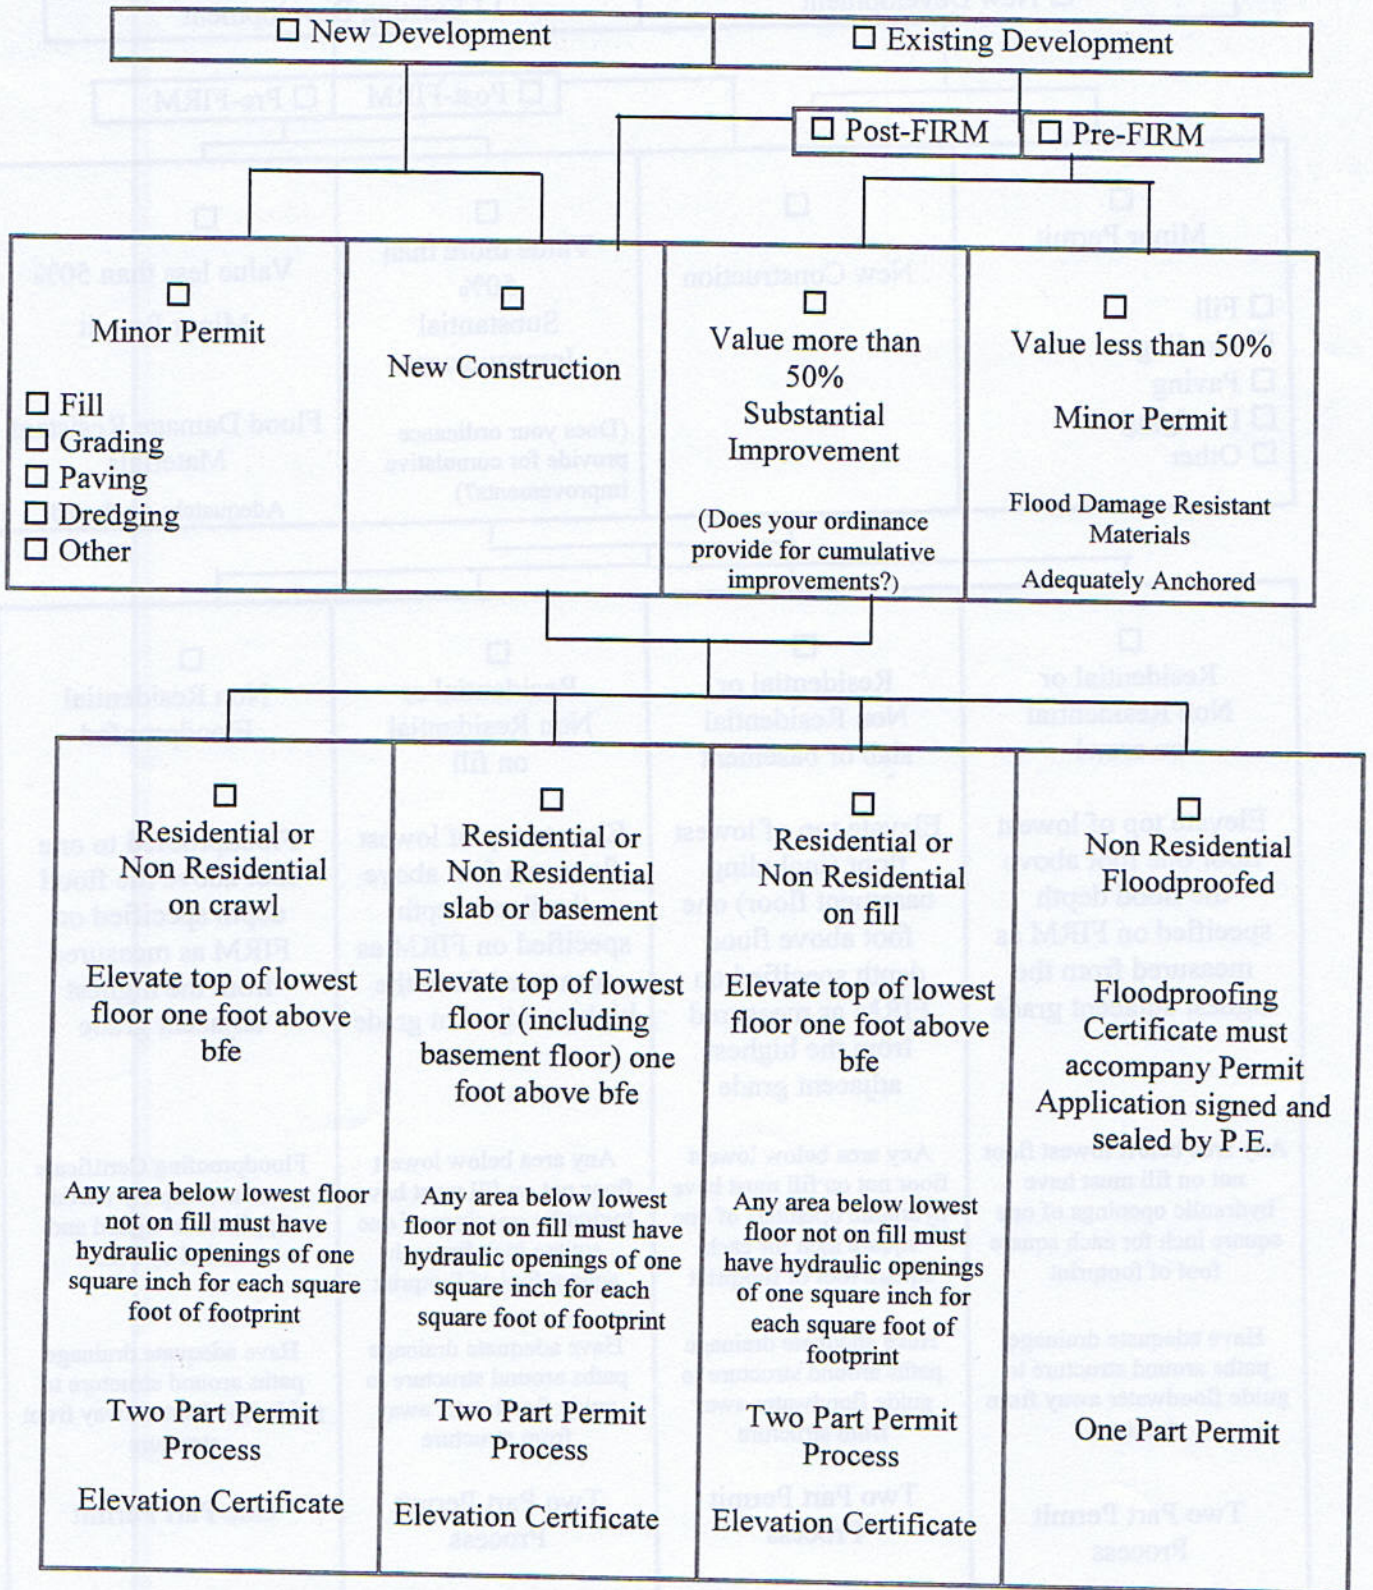 ☐ New Development
☐ Existing Development
☐ Post-FIRM
☐ Pre-FIRM
☐
Minor Permit
☐ Fill
☐ Grading
☐ Paving
☐ Dredging
☐ Other
☐
New Construction
☐
Value more than
50%
Substantial
Improvement
(Does your ordinance
provide for cumulative
improvements?)
☐
Value less than 50%
Minor Permit
Flood Damage Resistant
Materials
Adequately Anchored
☐
Residential or
Non Residential
on crawl
Elevate top of lowest
floor one foot above
bfe
Any area below lowest floor
not on fill must have
hydraulic openings of one
square inch for each square
foot of footprint
Two Part Permit
Process
Elevation Certificate
☐
Residential or
Non Residential
slab or basement
Elevate top of lowest
floor (including
basement floor) one
foot above bfe
Any area below lowest
floor not on fill must have
hydraulic openings of one
square inch for each
square foot of footprint
Two Part Permit
Process
Elevation Certificate
☐
Residential or
Non Residential
on fill
Elevate top of lowest
floor one foot above
bfe
Any area below lowest
floor not on fill must
have hydraulic openings
of one square inch for
each square foot of
footprint
Two Part Permit
Process
Elevation Certificate
☐
Non Residential
Floodproofed
Floodproofing
Certificate must
accompany Permit
Application signed and
sealed by P.E.
One Part Permit